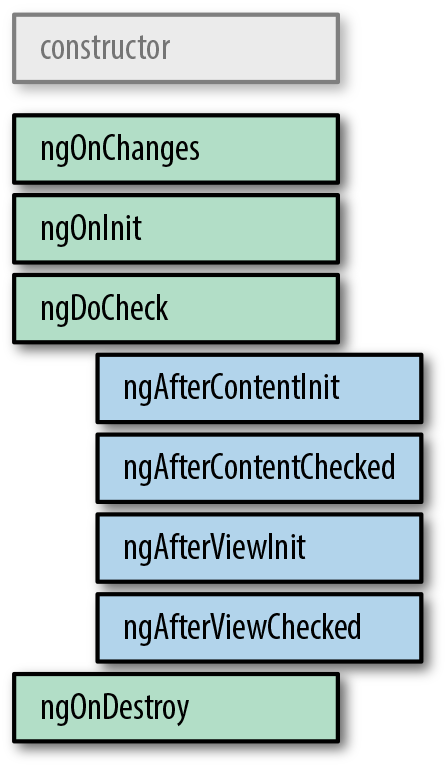 constructor
ngOnChanges
ngOnInit
ngDoCheck
ngAfterContentInit
ngAfterContentChecked
ngAfterViewInit
ngAfterViewChecked
ngOnDestroy